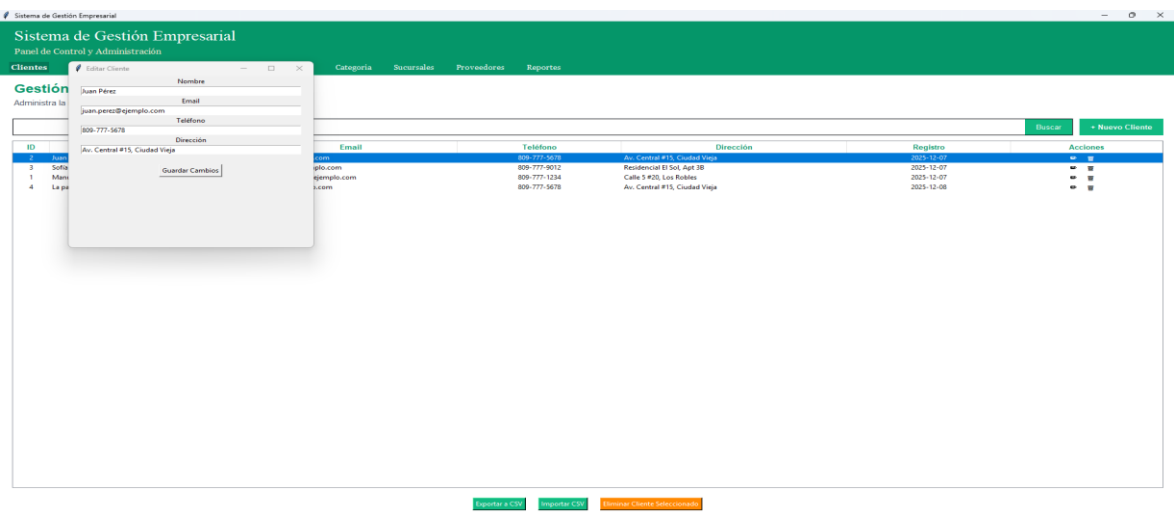 Sistema de Gestión Empresarial
Sistema de Gestión Empresarial
Panel de Control y Administración
Clientes Categoría Sucursales Proveedores Reportes
Editar Cliente
Nombre
Juan Pérez
Email
juan.perez@ejemplo.com
Teléfono
809-777-5678
Dirección
Av. Central #15, Ciudad Vieja
Guardar Cambios
Gestión
Administra la
Buscar + Nuevo Cliente
ID Email Teléfono Dirección Registro Acciones
2 Juan .com 809-777-5678 Av. Central #15, Ciudad Vieja 2025-12-07
3 Sofía plo.com 809-777-9012 Residencial El Sol, Apt 3B 2025-12-07
1 ejemplo.com 809-777-1234 Calle 5 #20, Los Robles 2025-12-07
4 La pa .com 809-777-5678 Av. Central #15, Ciudad Vieja 2025-12-08
Exportar a CSV Importar CSV Eliminar Cliente Seleccionado